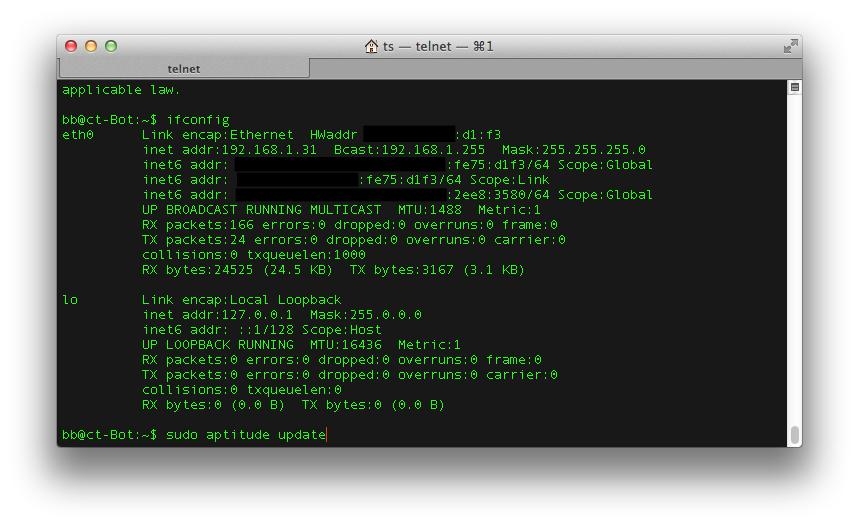 ts — telnet — ⌘1
telnet
applicable law.
bb@ct-Bot:~$ ifconfig
eth0 Link encap:Ethernet HWaddr :d1:f3
inet addr:192.168.1.31 Bcast:192.168.1.255 Mask:255.255.255.0
inet6 addr: :fe75:d1f3/64 Scope:Global
inet6 addr: :fe75:d1f3/64 Scope:Link
inet6 addr: :2ee8:3580/64 Scope:Global
UP BROADCAST RUNNING MULTICAST MTU:1488 Metric:1
RX packets:166 errors:0 dropped:0 overruns:0 frame:0
TX packets:24 errors:0 dropped:0 overruns:0 carrier:0
collisions:0 txqueuelen:1000
RX bytes:24525 (24.5 KB) TX bytes:3167 (3.1 KB)
lo Link encap:Local Loopback
inet addr:127.0.0.1 Mask:255.0.0.0
inet6 addr: ::1/128 Scope:Host
UP LOOPBACK RUNNING MTU:16436 Metric:1
RX packets:0 errors:0 dropped:0 overruns:0 frame:0
TX packets:0 errors:0 dropped:0 overruns:0 carrier:0
collisions:0 txqueuelen:0
RX bytes:0 (0.0 B) TX bytes:0 (0.0 B)
bb@ct-Bot:~$ sudo aptitude update